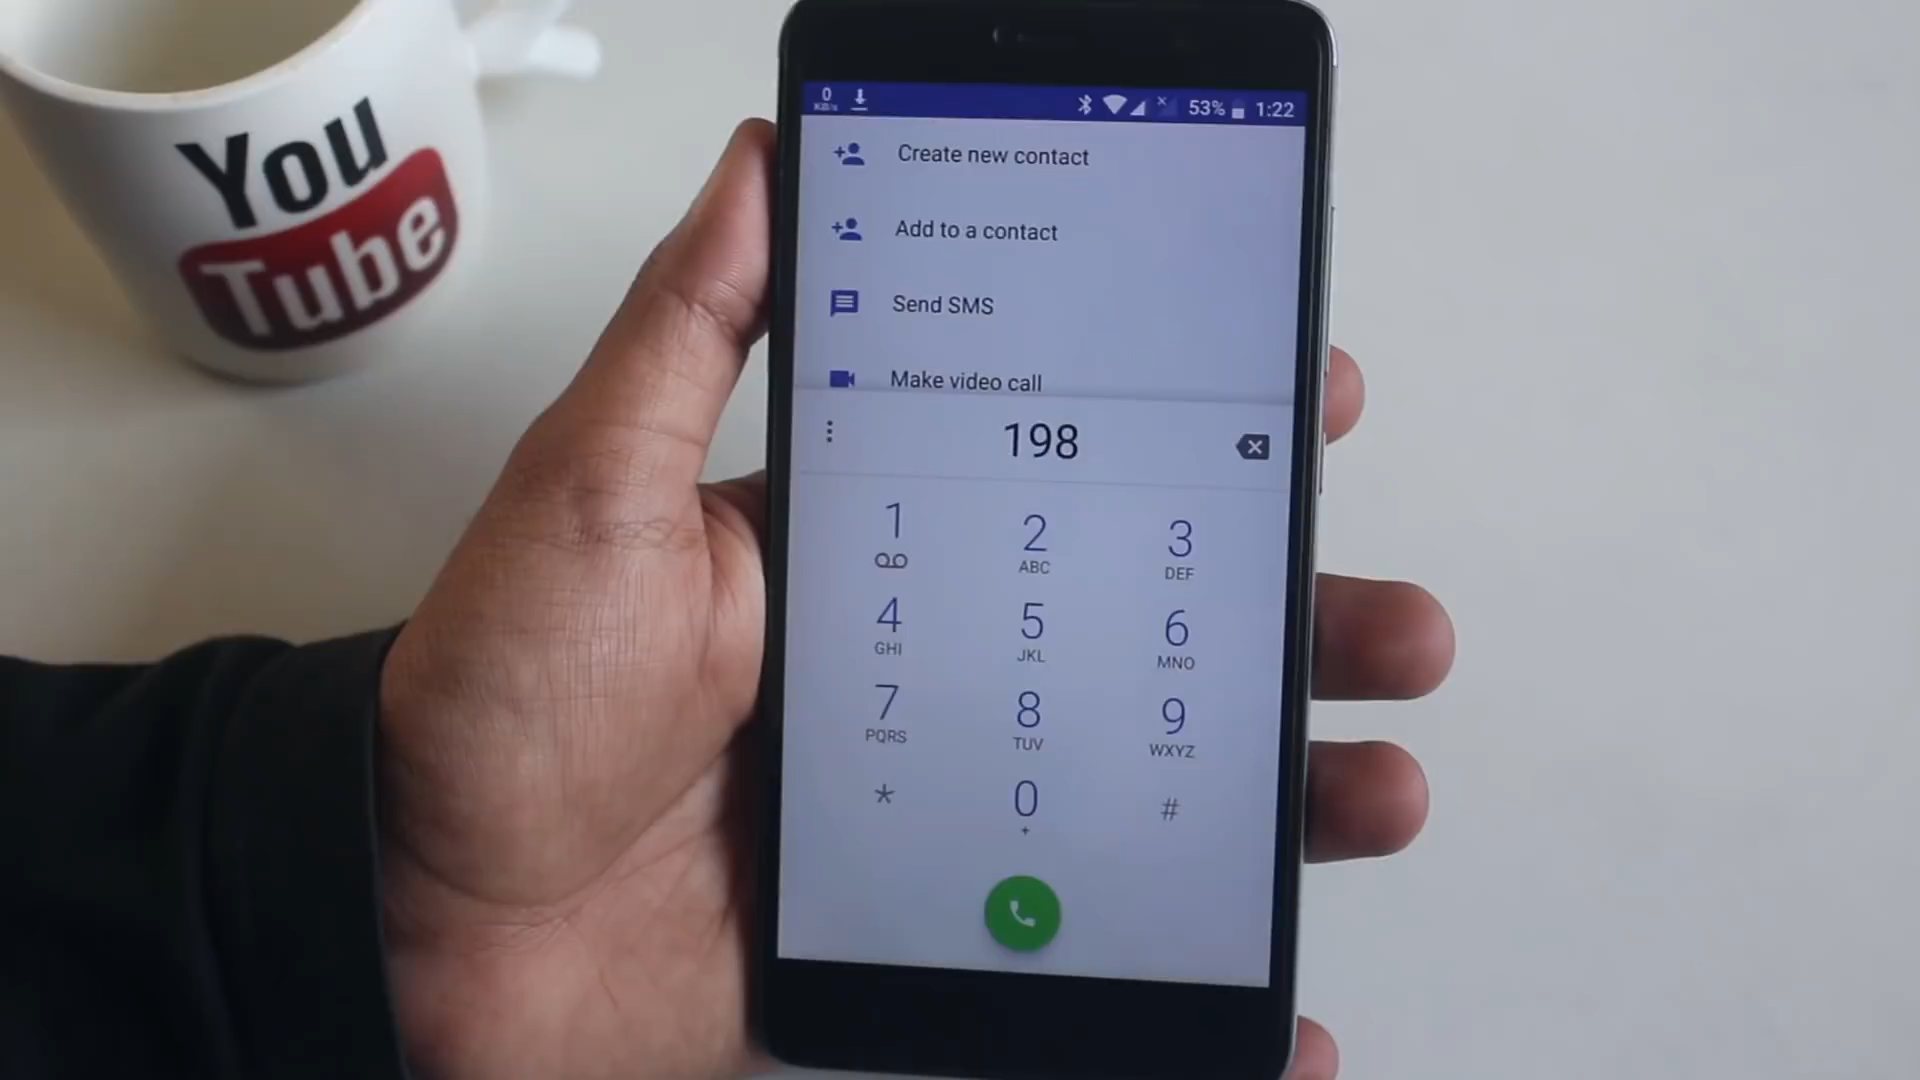 You
Tube
0
KB/s
53% 1:22
Create new contact
Add to a contact
Send SMS
Make video call
198
1 2 3
ABC DEF
4 5 6
GHI JKL MNO
7 8 9
PQRS TUV WXYZ
* 0 #
+